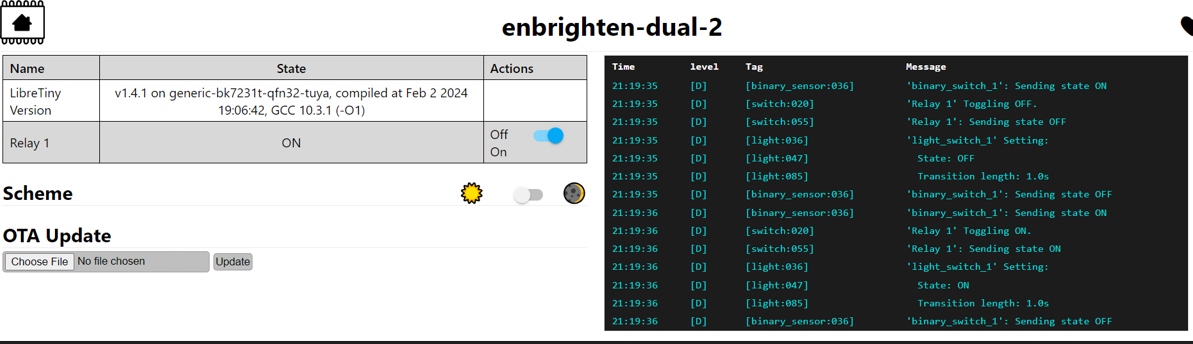 enbrighten-dual-2
Name State Actions
LibreTiny Version v1.4.1 on generic-bk7231t-qfn32-tuya, compiled at Feb 2 2024
19:06:42, GCC 10.3.1 (-O1)
Relay 1 ON Off
On
Scheme
OTA Update
Choose File No file chosen Update
Time level Tag Message
21:19:35 [D] [binary_sensor:036] 'binary_switch_1': Sending state ON
21:19:35 [D] [switch:020] 'Relay 1' Toggling OFF.
21:19:35 [D] [switch:055] 'Relay 1': Sending state OFF
21:19:35 [D] [light:036] 'light_switch_1' Setting:
21:19:35 [D] [light:047] State: OFF
21:19:35 [D] [light:085] Transition length: 1.0s
21:19:35 [D] [binary_sensor:036] 'binary_switch_1': Sending state OFF
21:19:36 [D] [binary_sensor:036] 'binary_switch_1': Sending state ON
21:19:36 [D] [switch:020] 'Relay 1' Toggling ON.
21:19:36 [D] [switch:055] 'Relay 1': Sending state ON
21:19:36 [D] [light:036] 'light_switch_1' Setting:
21:19:36 [D] [light:047] State: ON
21:19:36 [D] [light:085] Transition length: 1.0s
21:19:36 [D] [binary_sensor:036] 'binary_switch_1': Sending state OFF